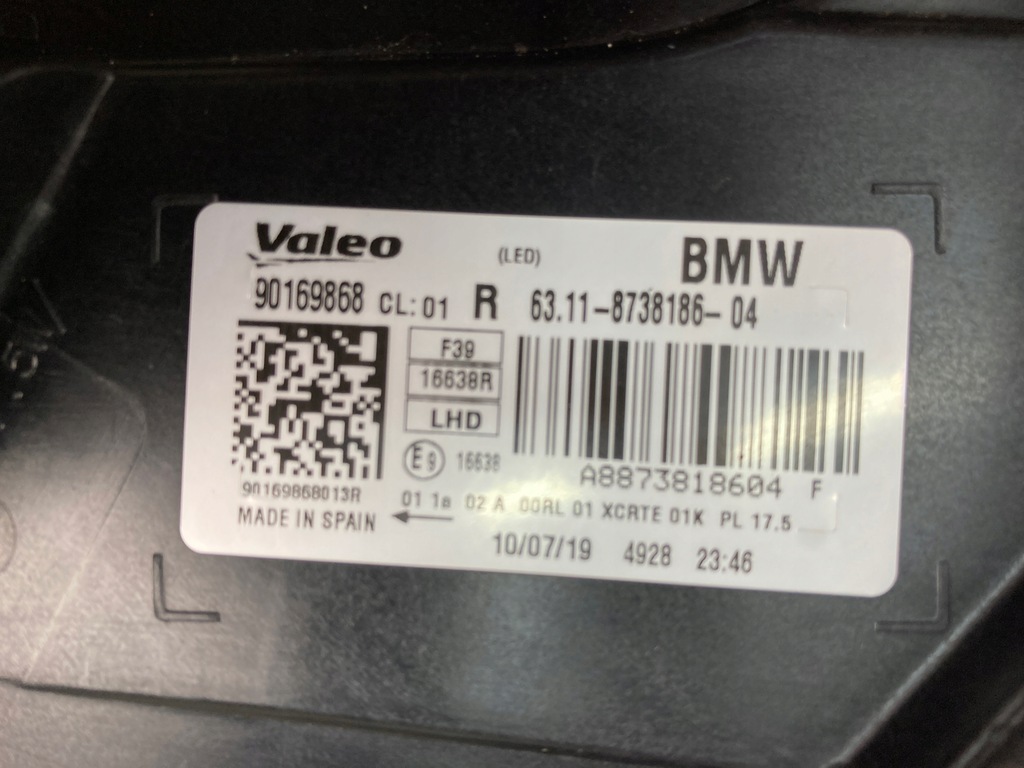 Valeo (LED) BMW
90169868 CL: 01 R 63.11-8738186-04
F39
16638R
LHD
E9 16638
A8873818604 F
90169868013R
01 1a 02 A 00RL 01 XCRTE 01K PL 17.5
MADE IN SPAIN
10/07/19 4928 23:46